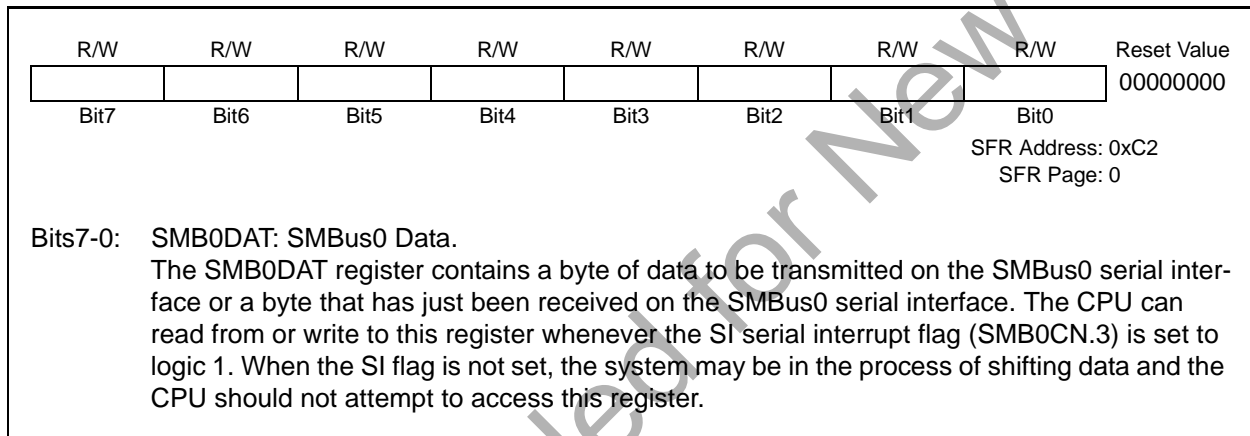 R/W R/W R/W R/W R/W R/W R/W R/W Reset Value
00000000
Bit7 Bit6 Bit5 Bit4 Bit3 Bit2 Bit1 Bit0
SFR Address: 0xC2
SFR Page: 0
Bits7-0: SMB0DAT: SMBus0 Data.
The SMB0DAT register contains a byte of data to be transmitted on the SMBus0 serial inter-
face or a byte that has just been received on the SMBus0 serial interface. The CPU can
read from or write to this register whenever the SI serial interrupt flag (SMB0CN.3) is set to
logic 1. When the SI flag is not set, the system may be in the process of shifting data and the
CPU should not attempt to access this register.
for New